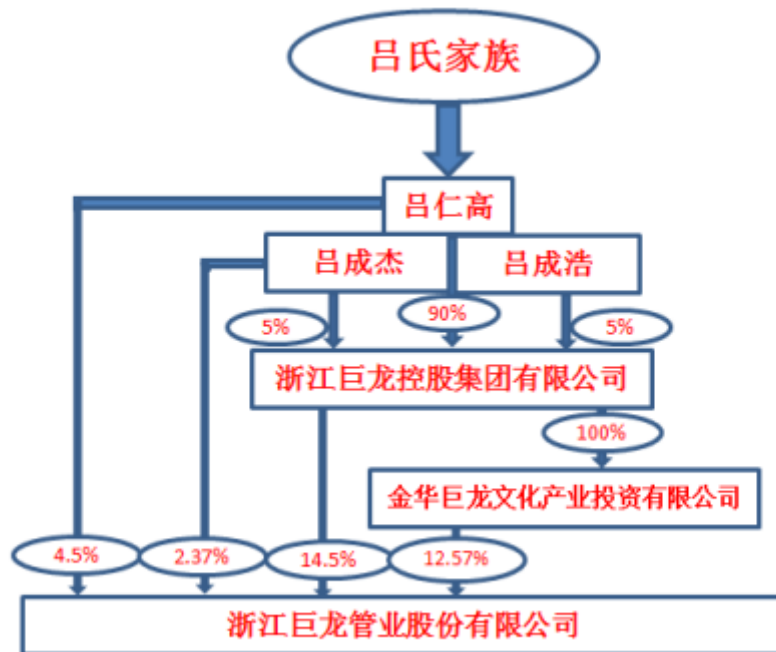 吕氏家族
吕仁高
吕成杰
吕成浩
5%
90%
5%
浙江巨龙控股集团有限公司
100%
金华巨龙文化产业投资有限公司
4.5%
2.37%
14.5%
12.57%
浙江巨龙管业股份有限公司